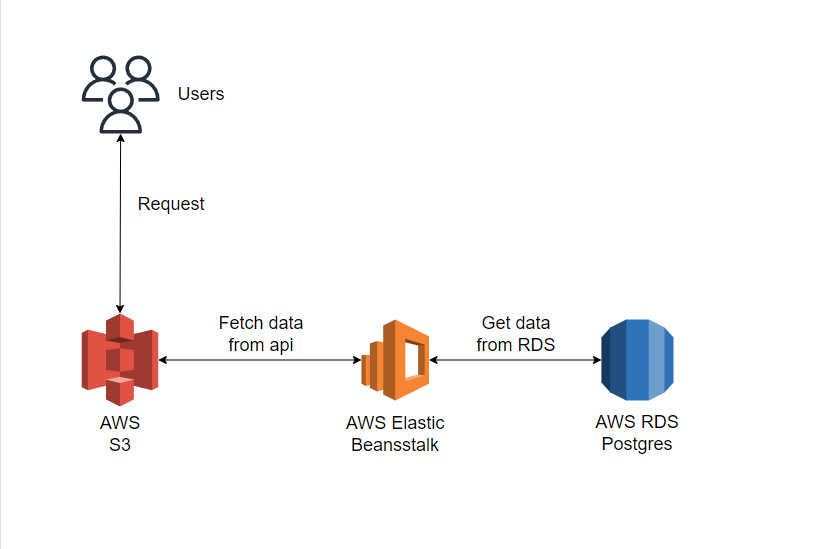 Users
Request
Fetch data
from api
Get data
from RDS
AWS
S3
AWS Elastic
Beansstalk
AWS RDS
Postgres